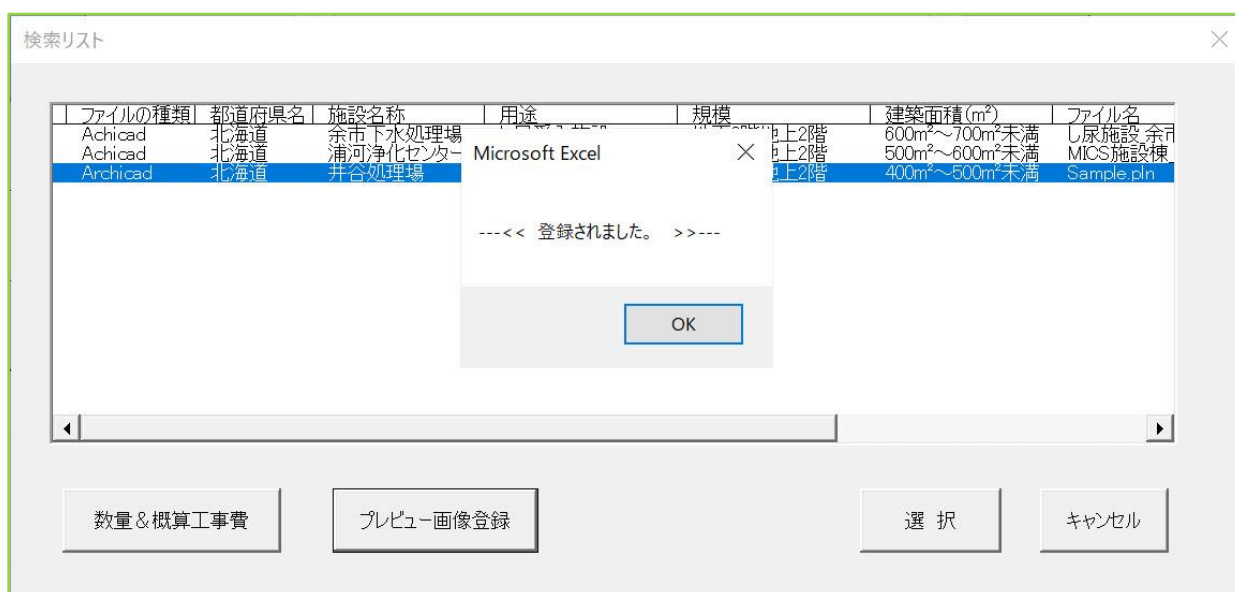 検索リスト
ファイルの種類 都道府県名 施設名称 用途 規模 建築面積(m²) ファイル名
Achicad 北海道 余市下水処理場 地上2階 600m²～700m²未満 し尿施設_余市
Achicad 北海道 浦河浄化センター 地上2階 500m²～600m²未満 MICS施設棟_
Archicad 北海道 井谷処理場 地上2階 400m²～500m²未満 Sample.pln
Microsoft Excel
---<< 登録されました。 >>---
OK
数量＆概算工事費 プレビュー画像登録 選 択 キャンセル